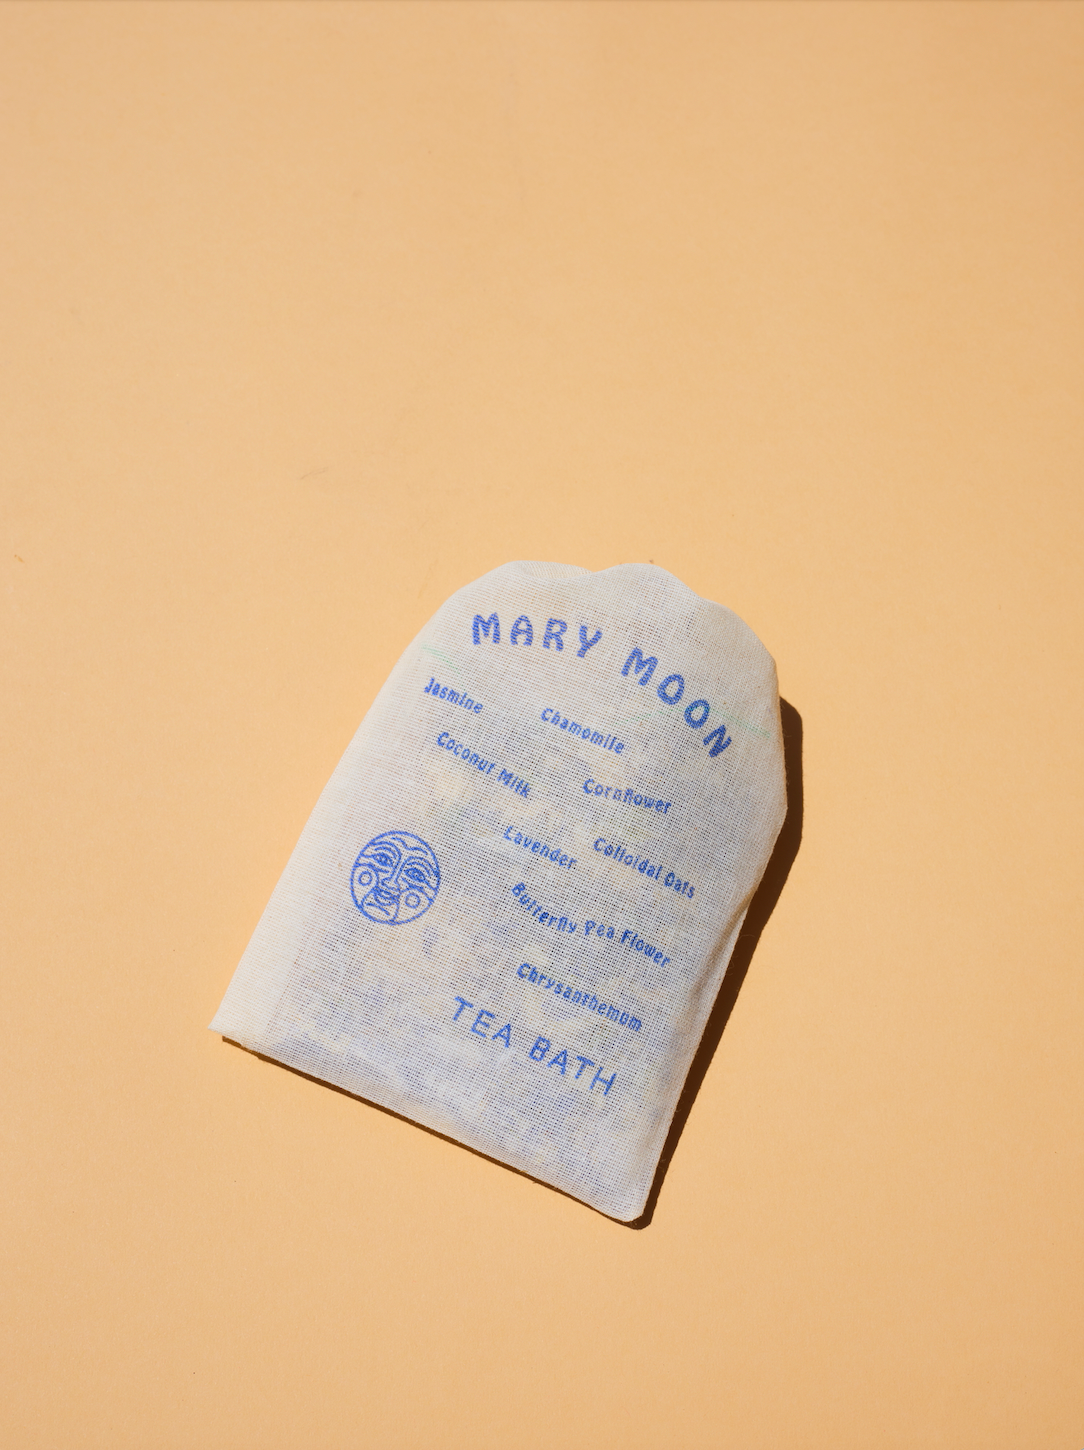 MARY MOON
Jasmine
Chamomile
Coconut Milk
Cornflower
Lavender
Colloidal Oats
Butterfly Pea Flower
Chrysanthemum
TEA BATH